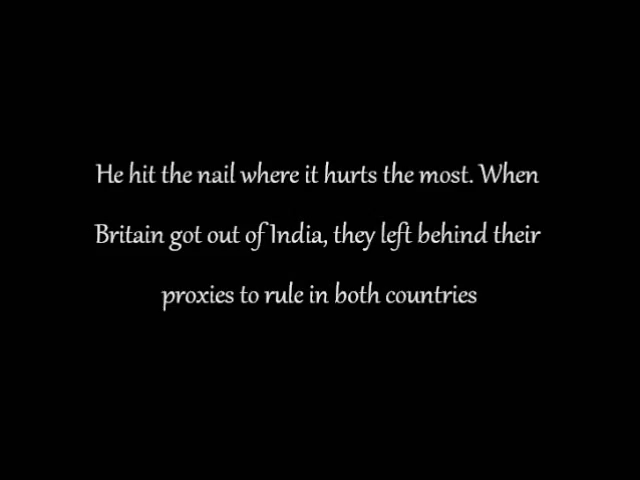 He hit the nail where it hurts the most. When
Britain got out of India, they left behind their
proxies to rule in both countries